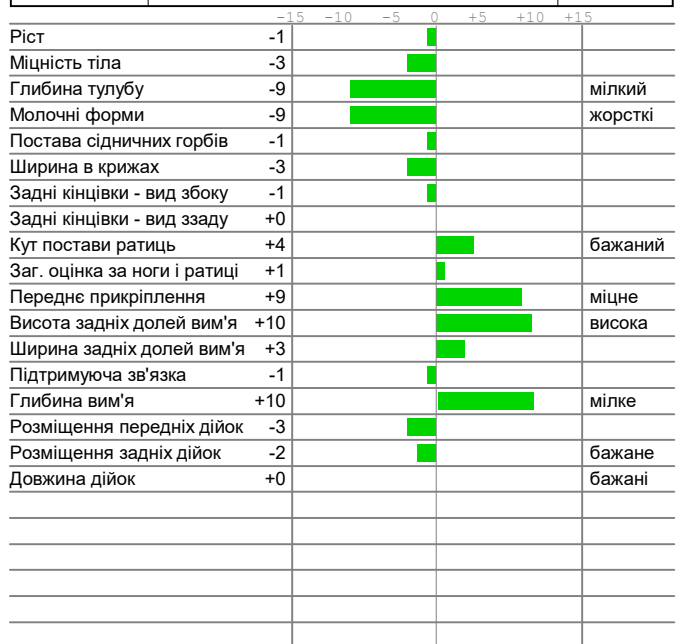 -15 -10 -5 0 +5 +10 +15
Ріст -1
Міцність тіла -3
Глибина тулубу -9 мілкий
Молочні форми -9 жорсткі
Постава сідничних горбів -1
Ширина в крижах -3
Задні кінцівки - вид збоку -1
Задні кінцівки - вид ззаду +0
Кут постави ратиць +4 бажаний
Заг. оцінка за ноги і ратиці +1
Переднє прикріплення +9 міцне
Висота задніх долей вим'я +10 висока
Ширина задніх долей вим'я +3
Підтримуюча зв'язка -1
Глибина вим'я +10 мілке
Розміщення передніх дійок -3
Розміщення задніх дійок -2 бажане
Довжина дійок +0 бажані